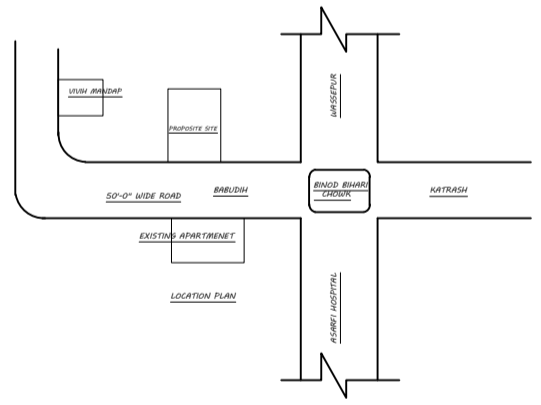 WASSEPUR
VIVIH MANDAP
PROPOSITE SITE
50'-0" WIDE ROAD
BABUDIH
BINOD BIHARI
CHOWK
KATRASH
EXISTING APARTMENET
LOCATION PLAN
ASARFI HOSPITAL